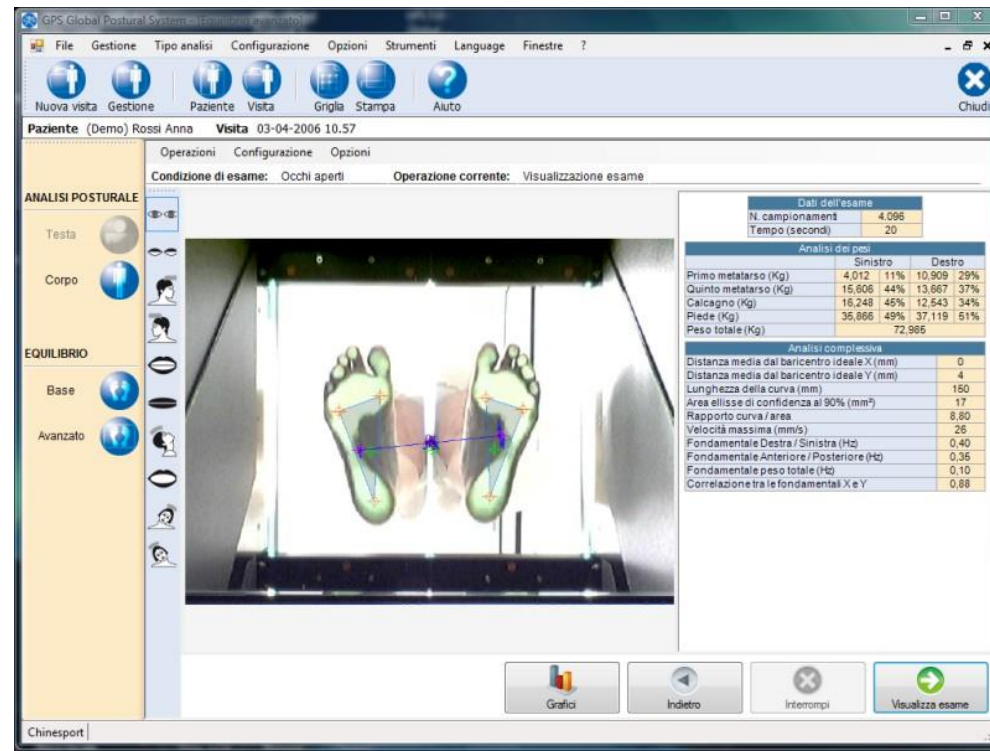 GPS Global Postural System - [Equilibrio avanzato]
File Gestione Tipo analisi Configurazione Opzioni Strumenti Language Finestre ?
Nuova visita Gestione Paziente Visita Griglia Stampa Aiuto Chiudi
Paziente (Demo) Rossi Anna Visita 03-04-2006 10.57
Operazioni Configurazione Opzioni
Condizione di esame: Occhi aperti Operazione corrente: Visualizzazione esame
ANALISI POSTURALE
Testa
Corpo
EQUILIBRIO
Base
Avanzato
Dati dell'esame
N. campionamenti 4.096
Tempo (secondi) 20
Analisi dei pesi
Sinistro Destro
Primo metatarso (Kg) 4,012 11% 10,909 29%
Quinto metatarso (Kg) 15,606 44% 13,667 37%
Calcagno (Kg) 16,248 45% 12,543 34%
Piede (Kg) 35,866 49% 37,119 51%
Peso totale (Kg) 72,985
Analisi complessiva
Distanza media dal baricentro ideale X (mm) 0
Distanza media dal baricentro ideale Y (mm) 4
Lunghezza della curva (mm) 150
Area ellisse di confidenza al 90% (mm²) 17
Rapporto curva / area 8,80
Velocità massima (mm/s) 26
Fondamentale Destra / Sinistra (Hz) 0,40
Fondamentale Anteriore / Posteriore (Hz) 0,35
Fondamentale peso totale (Hz) 0,10
Correlazione tra le fondamentali X e Y 0,88
Grafici Indietro Interrompi Visualizza esame
Chinesport